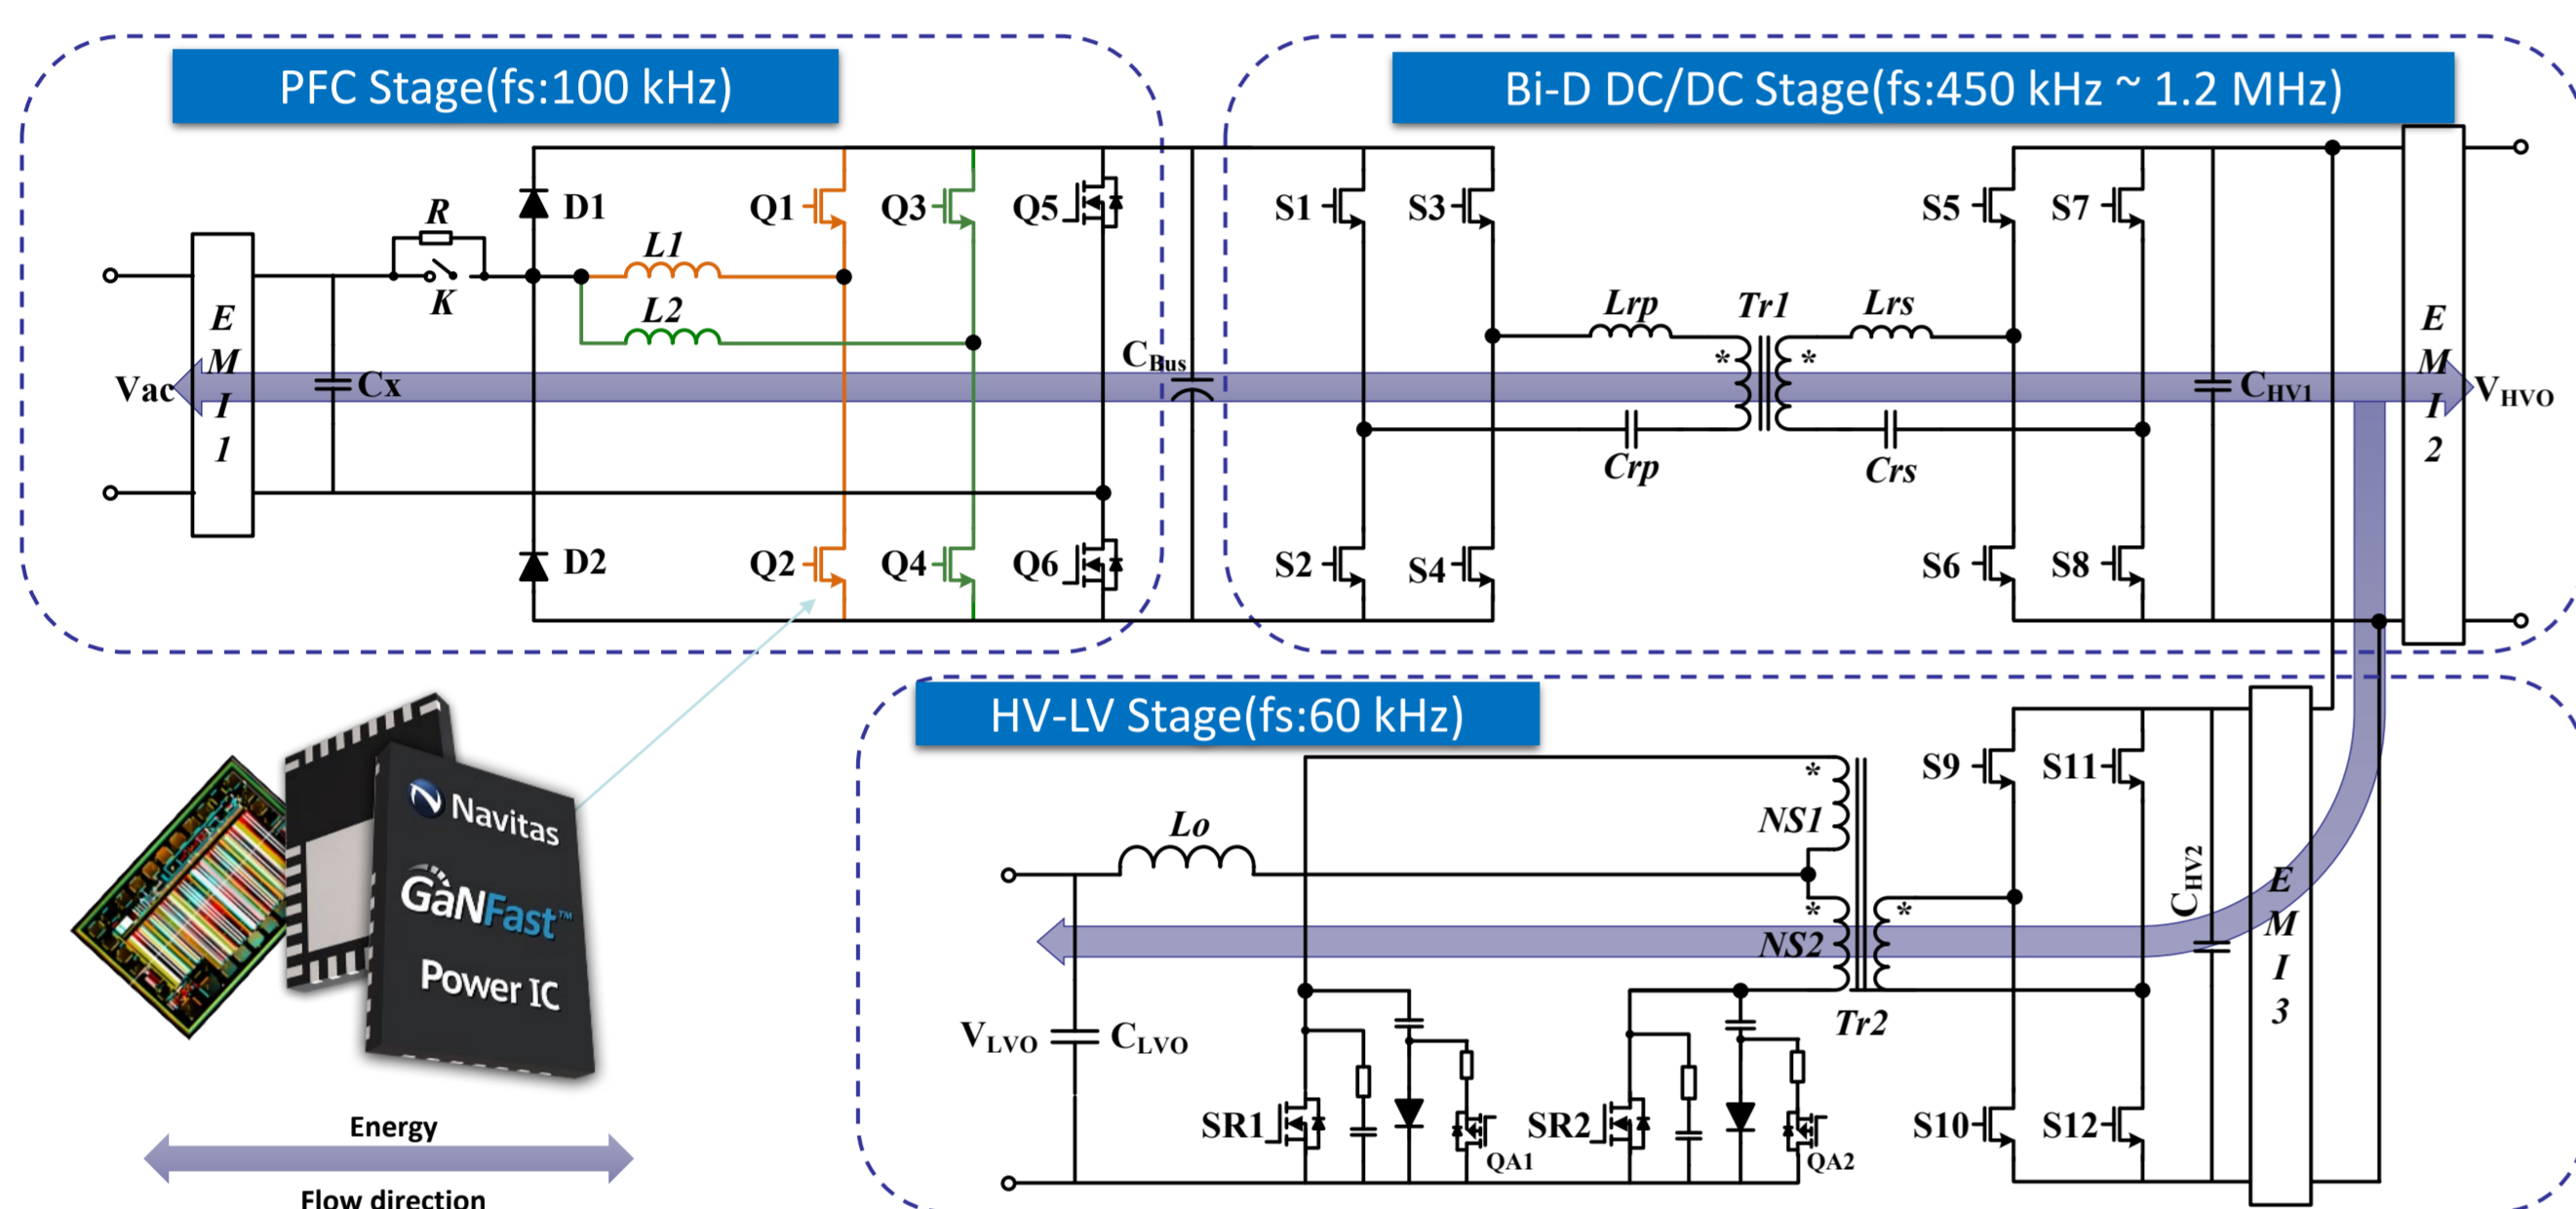 PFC Stage(fs:100 kHz)
Bi-D DC/DC Stage(fs:450 kHz ~ 1.2 MHz)
R
D1
Q1
Q3
Q5
S1
S3
S5
S7
L1
K
L2
Lrp
Tr1
Lrs
*
*
E
M
I
1
Vac
Cx
CBus
CHV1
E
M
I
2
VHVO
Crp
Crs
D2
Q2
Q4
Q6
S2
S4
S6
S8
HV-LV Stage(fs:60 kHz)
*
S9
S11
NS1
Lo
CHV2
E
M
I
3
*
*
NS2
Tr2
VLVO
CLVO
SR1
QA1
SR2
QA2
S10
S12
Navitas
GaNFast™
Power IC
Energy
Flow direction